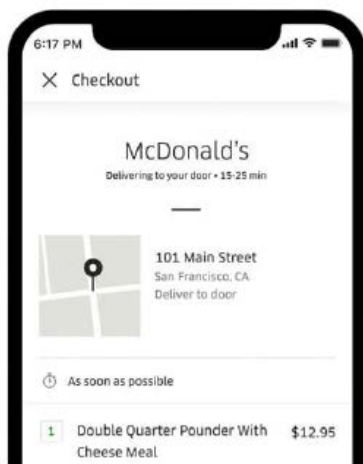 6:17 PM
Checkout
McDonald's
Delivering to your door • 15-25 min
101 Main Street
San Francisco, CA
Deliver to door
As soon as possible
1 Double Quarter Pounder With $12.95
Cheese Meal